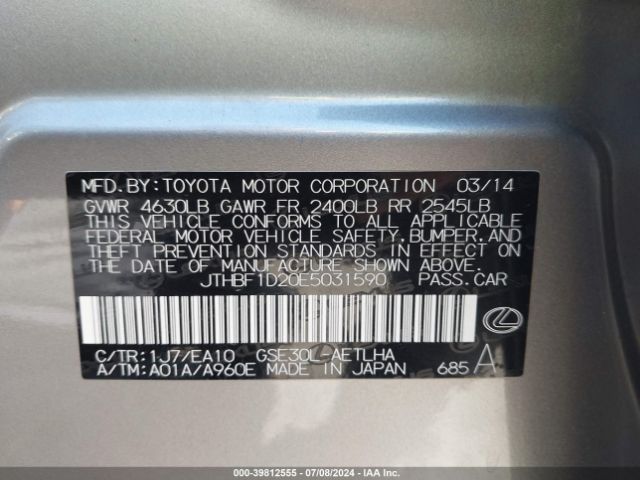 MFD.BY:TOYOTA MOTOR CORPORATION 03/14
GVWR 4630LB GAWR FR 2400LB RR 2545LB
THIS VEHICLE CONFORMS TO ALL APPLICABLE
FEDERAL MOTOR VEHICLE SAFETY,BUMPER,AND
THEFT PREVENTION STANDARDS IN EFFECT ON
THE DATE OF MANUFACTURE SHOWN ABOVE.
JTHBF1D20E5031590 PASS.CAR
C/TR:1J7/EA10 GSE30L-AETLHA
A/TM:A01A/A960E MADE IN JAPAN 685 A
000-39812555 / 07/08/2024 / IAA Inc.